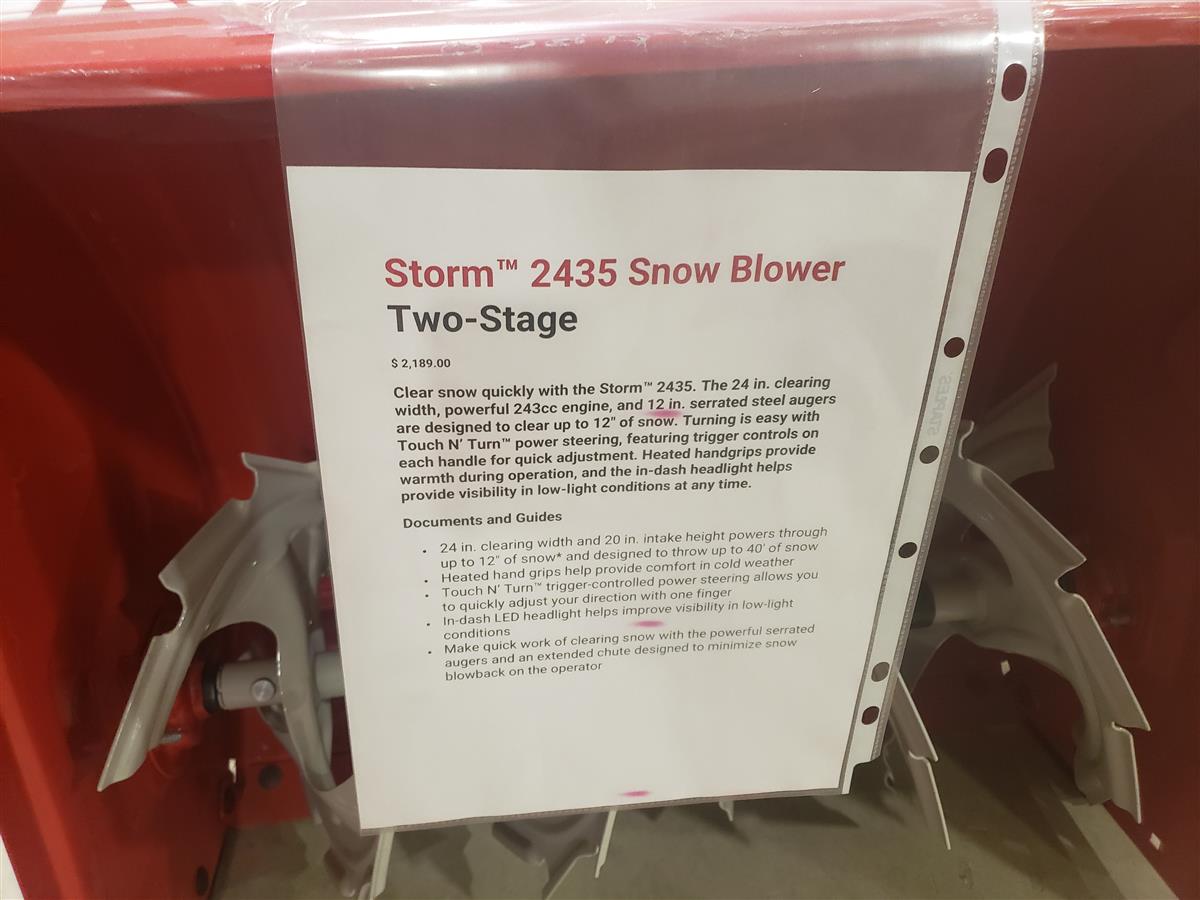 Storm™ 2435 Snow Blower
Two-Stage
$ 2,189.00
Clear snow quickly with the Storm™ 2435. The 24 in. clearing
width, powerful 243cc engine, and 12 in. serrated steel augers
are designed to clear up to 12" of snow. Turning is easy with
Touch N' Turn™ power steering, featuring trigger controls on
each handle for quick adjustment. Heated handgrips provide
warmth during operation, and the in-dash headlight helps
provide visibility in low-light conditions at any time.
Documents and Guides
• 24 in. clearing width and 20 in. intake height powers through
up to 12" of snow* and designed to throw up to 40' of snow
• Heated hand grips help provide comfort in cold weather
• Touch N' Turn™ trigger-controlled power steering allows you
to quickly adjust your direction with one finger
• In-dash LED headlight helps improve visibility in low-light
conditions
• Make quick work of clearing snow with the powerful serrated
augers and an extended chute designed to minimize snow
blowback on the operator
STAPLES